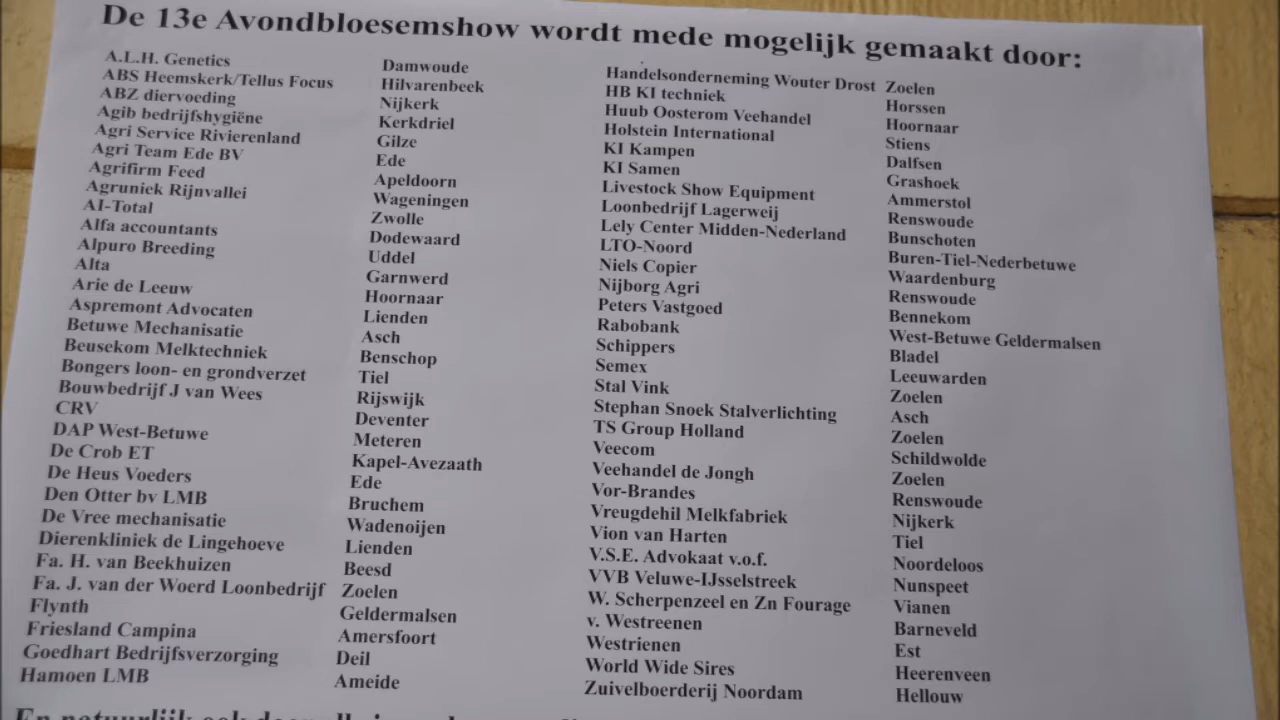 De 13e Avondbloesemshow wordt mede mogelijk gemaakt door:
A.L.H. Genetics Damwoude Handelsonderneming Wouter Drost Zoelen
ABS Heemskerk/Tellus Focus Hilvarenbeek HB KI techniek Horssen
ABZ diervoeding Nijkerk Huub Oosterom Veehandel Hoornaar
Agib bedrijfshygiëne Kerkdriel Holstein International Stiens
Agri Service Rivierenland Gilze KI Kampen Dalfsen
Agri Team Ede BV Ede KI Samen Grashoek
Agrifirm Feed Apeldoorn Livestock Show Equipment Ammerstol
Agruniek Rijnvallei Wageningen Loonbedrijf Lagerweij Renswoude
AI-Total Zwolle Lely Center Midden-Nederland Bunschoten
Alfa accountants Dodewaard LTO-Noord Buren-Tiel-Nederbetuwe
Alpuro Breeding Uddel Niels Copier Waardenburg
Alta Garnwerd Nijborg Agri Renswoude
Arie de Leeuw Hoornaar Peters Vastgoed Bennekom
Aspremont Advocaten Lienden Rabobank West-Betuwe Geldermalsen
Betuwe Mechanisatie Asch Schippers Bladel
Beusekom Melktechniek Benschop Semex Leeuwarden
Bongers loon- en grondverzet Tiel Stal Vink Zoelen
Bouwbedrijf J van Wees Rijswijk Stephan Snoek Stalverlichting Asch
CRV Deventer TS Group Holland Zoelen
DAP West-Betuwe Meteren Veecom Schildwolde
De Crob ET Kapel-Avezaath Veehandel de Jongh Zoelen
De Heus Voeders Ede Vor-Brandes Renswoude
Den Otter bv LMB Bruchem Vreugdehil Melkfabriek Nijkerk
De Vree mechanisatie Wadenoijen Vion van Harten Tiel
Dierenkliniek de Lingehoeve Lienden V.S.E. Advokaat v.o.f. Noordeloos
Fa. H. van Beekhuizen Beesd VVB Veluwe-IJsselstreek Nunspeet
Fa. J. van der Woerd Loonbedrijf Zoelen W. Scherpenzeel en Zn Fourage Vianen
Flynth Geldermalsen v. Westreenen Barneveld
Friesland Campina Amersfoort Westrienen Est
Goedhart Bedrijfsverzorging Deil World Wide Sires Heerenveen
Hamoen LMB Ameide Zuivelboerderij Noordam Hellouw
En natuurlijk ook door